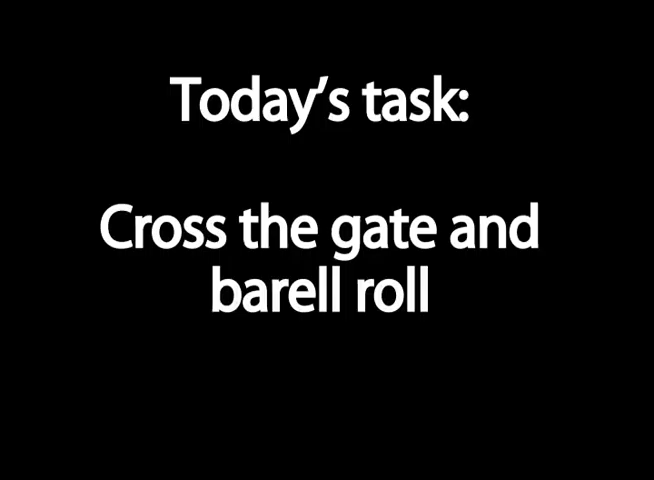 Today’s task:
Cross the gate and
barell roll